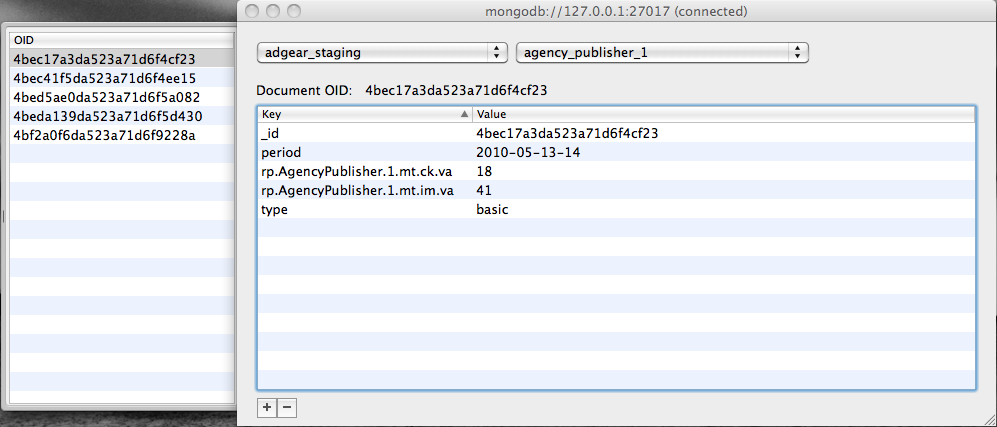 mongodb://127.0.0.1:27017 (connected)
OID
4bec17a3da523a71d6f4cf23
4bec41f5da523a71d6f4ee15
4bed5ae0da523a71d6f5a082
4beda139da523a71d6f5d430
4bf2a0f6da523a71d6f9228a
adgear_staging
agency_publisher_1
Document OID: 4bec17a3da523a71d6f4cf23
Key Value
_id 4bec17a3da523a71d6f4cf23
period 2010-05-13-14
rp.AgencyPublisher.1.mt.ck.va 18
rp.AgencyPublisher.1.mt.im.va 41
type basic
+ −